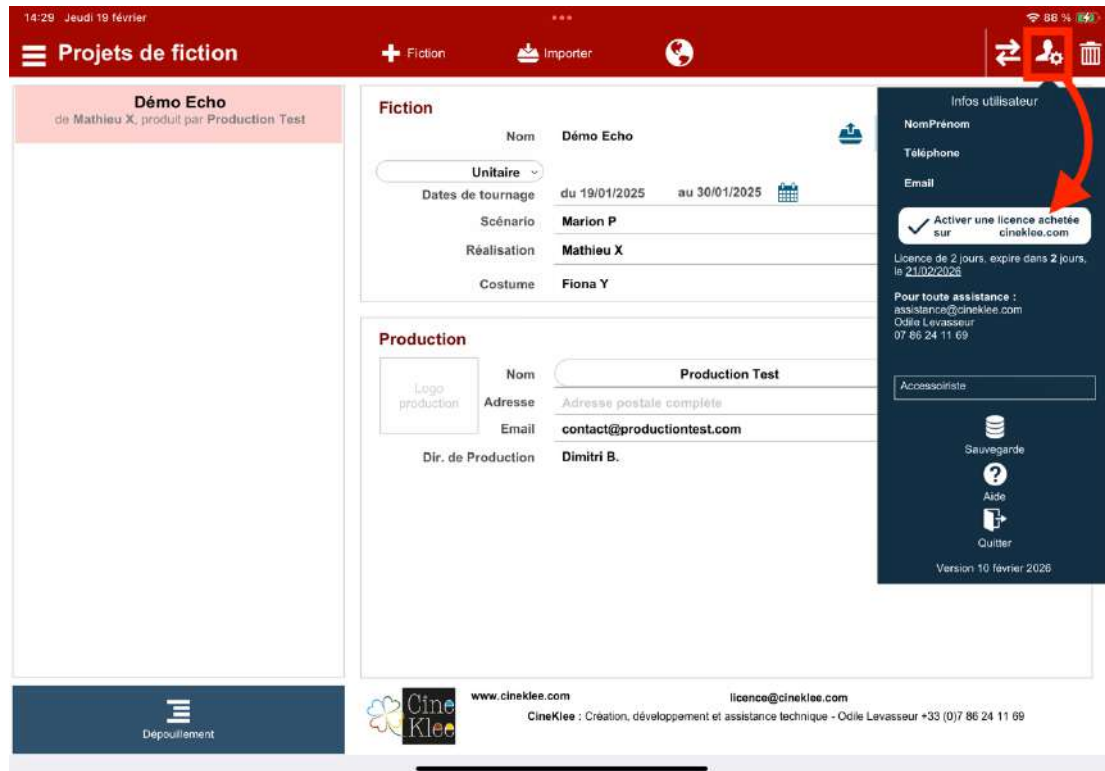 14:29 Jeudi 19 février
88 %
Projets de fiction
Fiction
Importer
Démo Echo
de Mathieu X, produit par Production Test
Fiction
Nom Démo Echo
Unitaire
Dates de tournage du 19/01/2025 au 30/01/2025
Scénario Marion P
Réalisation Mathieu X
Costume Fiona Y
Production
Logo
production
Nom Production Test
Adresse Adresse postale complète
Email contact@productiontest.com
Dir. de Production Dimitri B.
Infos utilisateur
NomPrénom
Téléphone
Email
Activer une licence achetée
sur cineklee.com
Licence de 2 jours, expire dans 2 jours,
le 21/02/2026
Pour toute assistance :
assistance@cineklee.com
Odile Levasseur
07 86 24 11 69
Accessoiriste
Sauvegarde
Aide
Quitter
Version 10 février 2026
Dépouillement
Cine
Klee
www.cineklee.com licence@cineklee.com
CineKlee : Création, développement et assistance technique - Odile Levasseur +33 (0)7 86 24 11 69